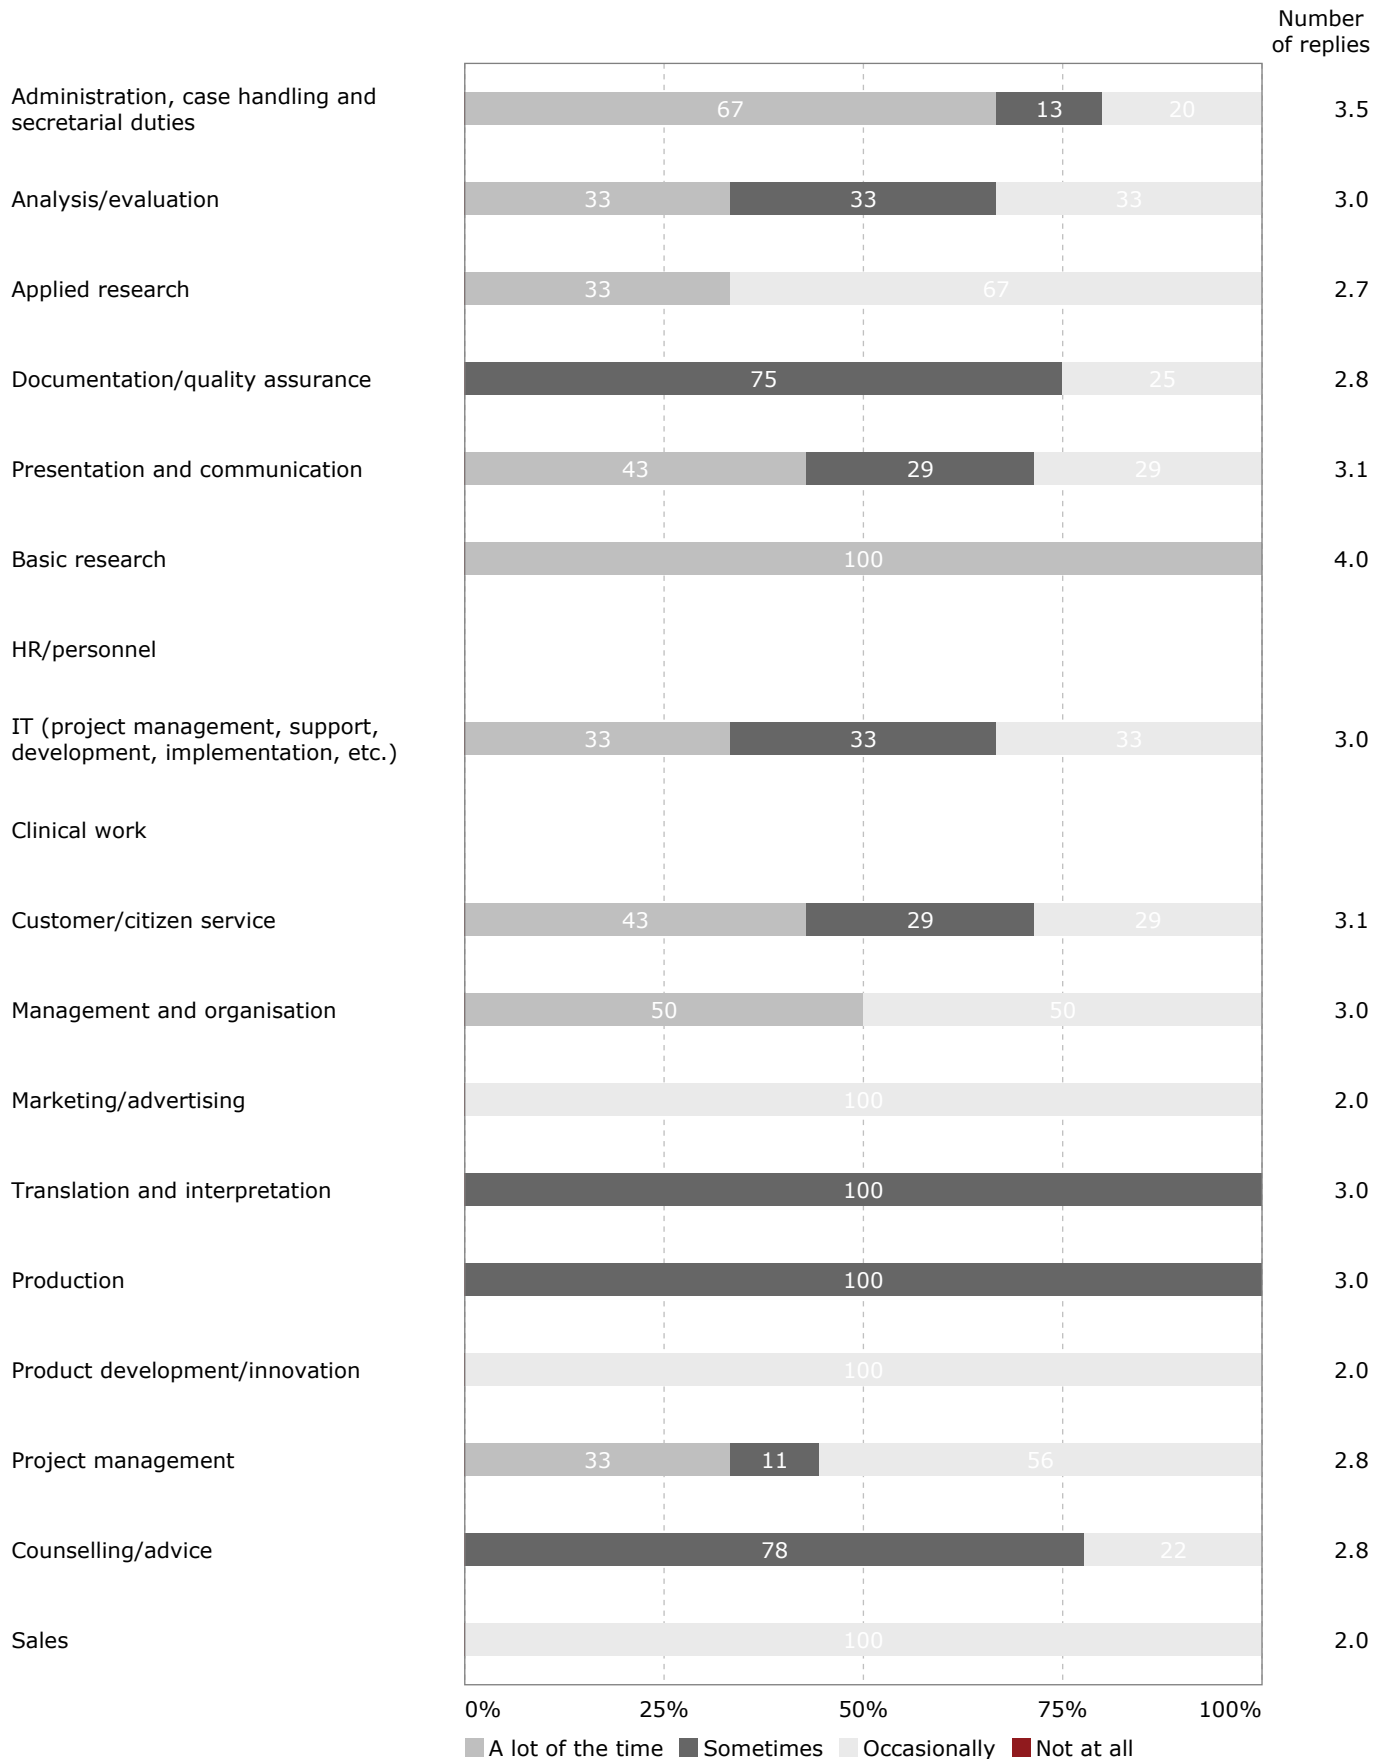 Number
of replies
Administration, case handling and
secretarial duties
67 13 20 3.5
Analysis/evaluation 33 33 33 3.0
Applied research 33 67 2.7
Documentation/quality assurance 75 25 2.8
Presentation and communication 43 29 29 3.1
Basic research 100 4.0
HR/personnel
IT (project management, support,
development, implementation, etc.)
33 33 33 3.0
Clinical work
Customer/citizen service 43 29 29 3.1
Management and organisation 50 50 3.0
Marketing/advertising 100 2.0
Translation and interpretation 100 3.0
Production 100 3.0
Product development/innovation 100 2.0
Project management 33 11 56 2.8
Counselling/advice 78 22 2.8
Sales 100 2.0
0% 25% 50% 75% 100%
A lot of the time Sometimes Occasionally Not at all